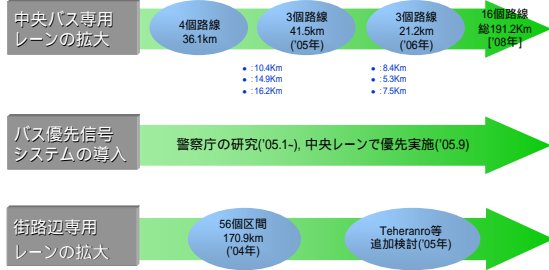 中央バス専用
レーンの拡大
4個路線
36.1km
3個路線
41.5km
('05年)
3個路線
21.2km
('06年)
16個路線
総191.2Km
['08年]
● :10.4Km
● :14.9Km
● :16.2Km
● :8.4Km
● :5.3Km
● :7.5Km
バス優先信号
システムの導入
警察庁の研究('05.1~), 中央レーンで優先実施('05.9)
街路辺専用
レーンの拡大
56個区間
170.9km
('04年)
Teheranro等
追加検討('05年)